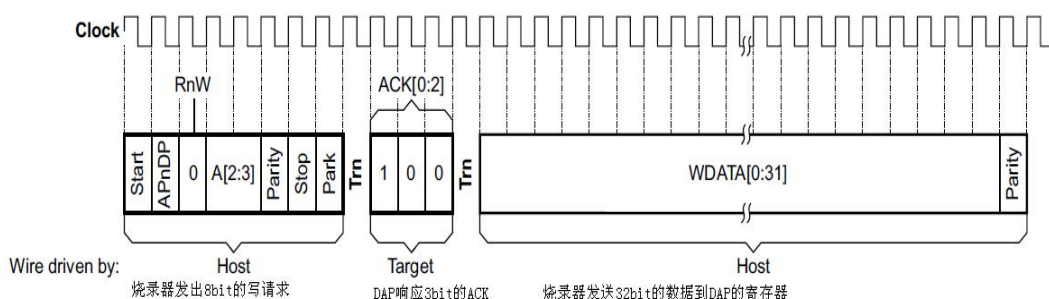 Clock
RnW
ACK[0:2]
Start
APnDP
0
A[2:3]
Parity
Stop
Park
Trn
1
0
0
Trn
WDATA[0:31]
Parity
Wire driven by:
Host
Target
Host
烧录器发出8bit的写请求
DAP响应3bit的ACK
烧录器发送32bit的数据到DAP的寄存器